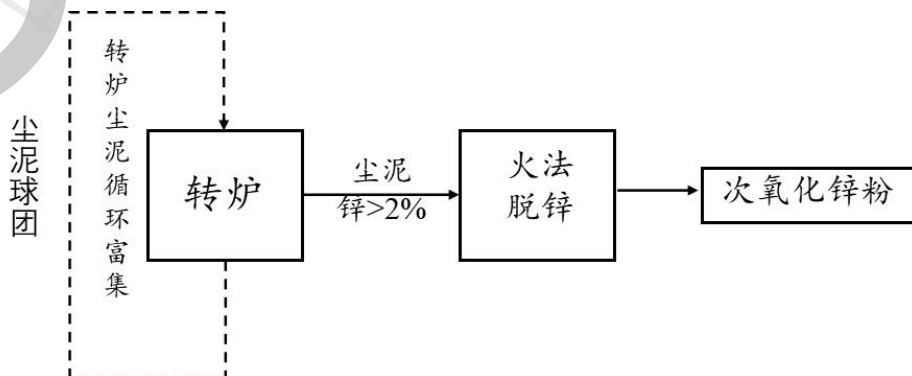 尘泥球团
转炉尘泥循环富集
转炉
尘泥
锌>2%
火法
脱锌
次氧化锌粉